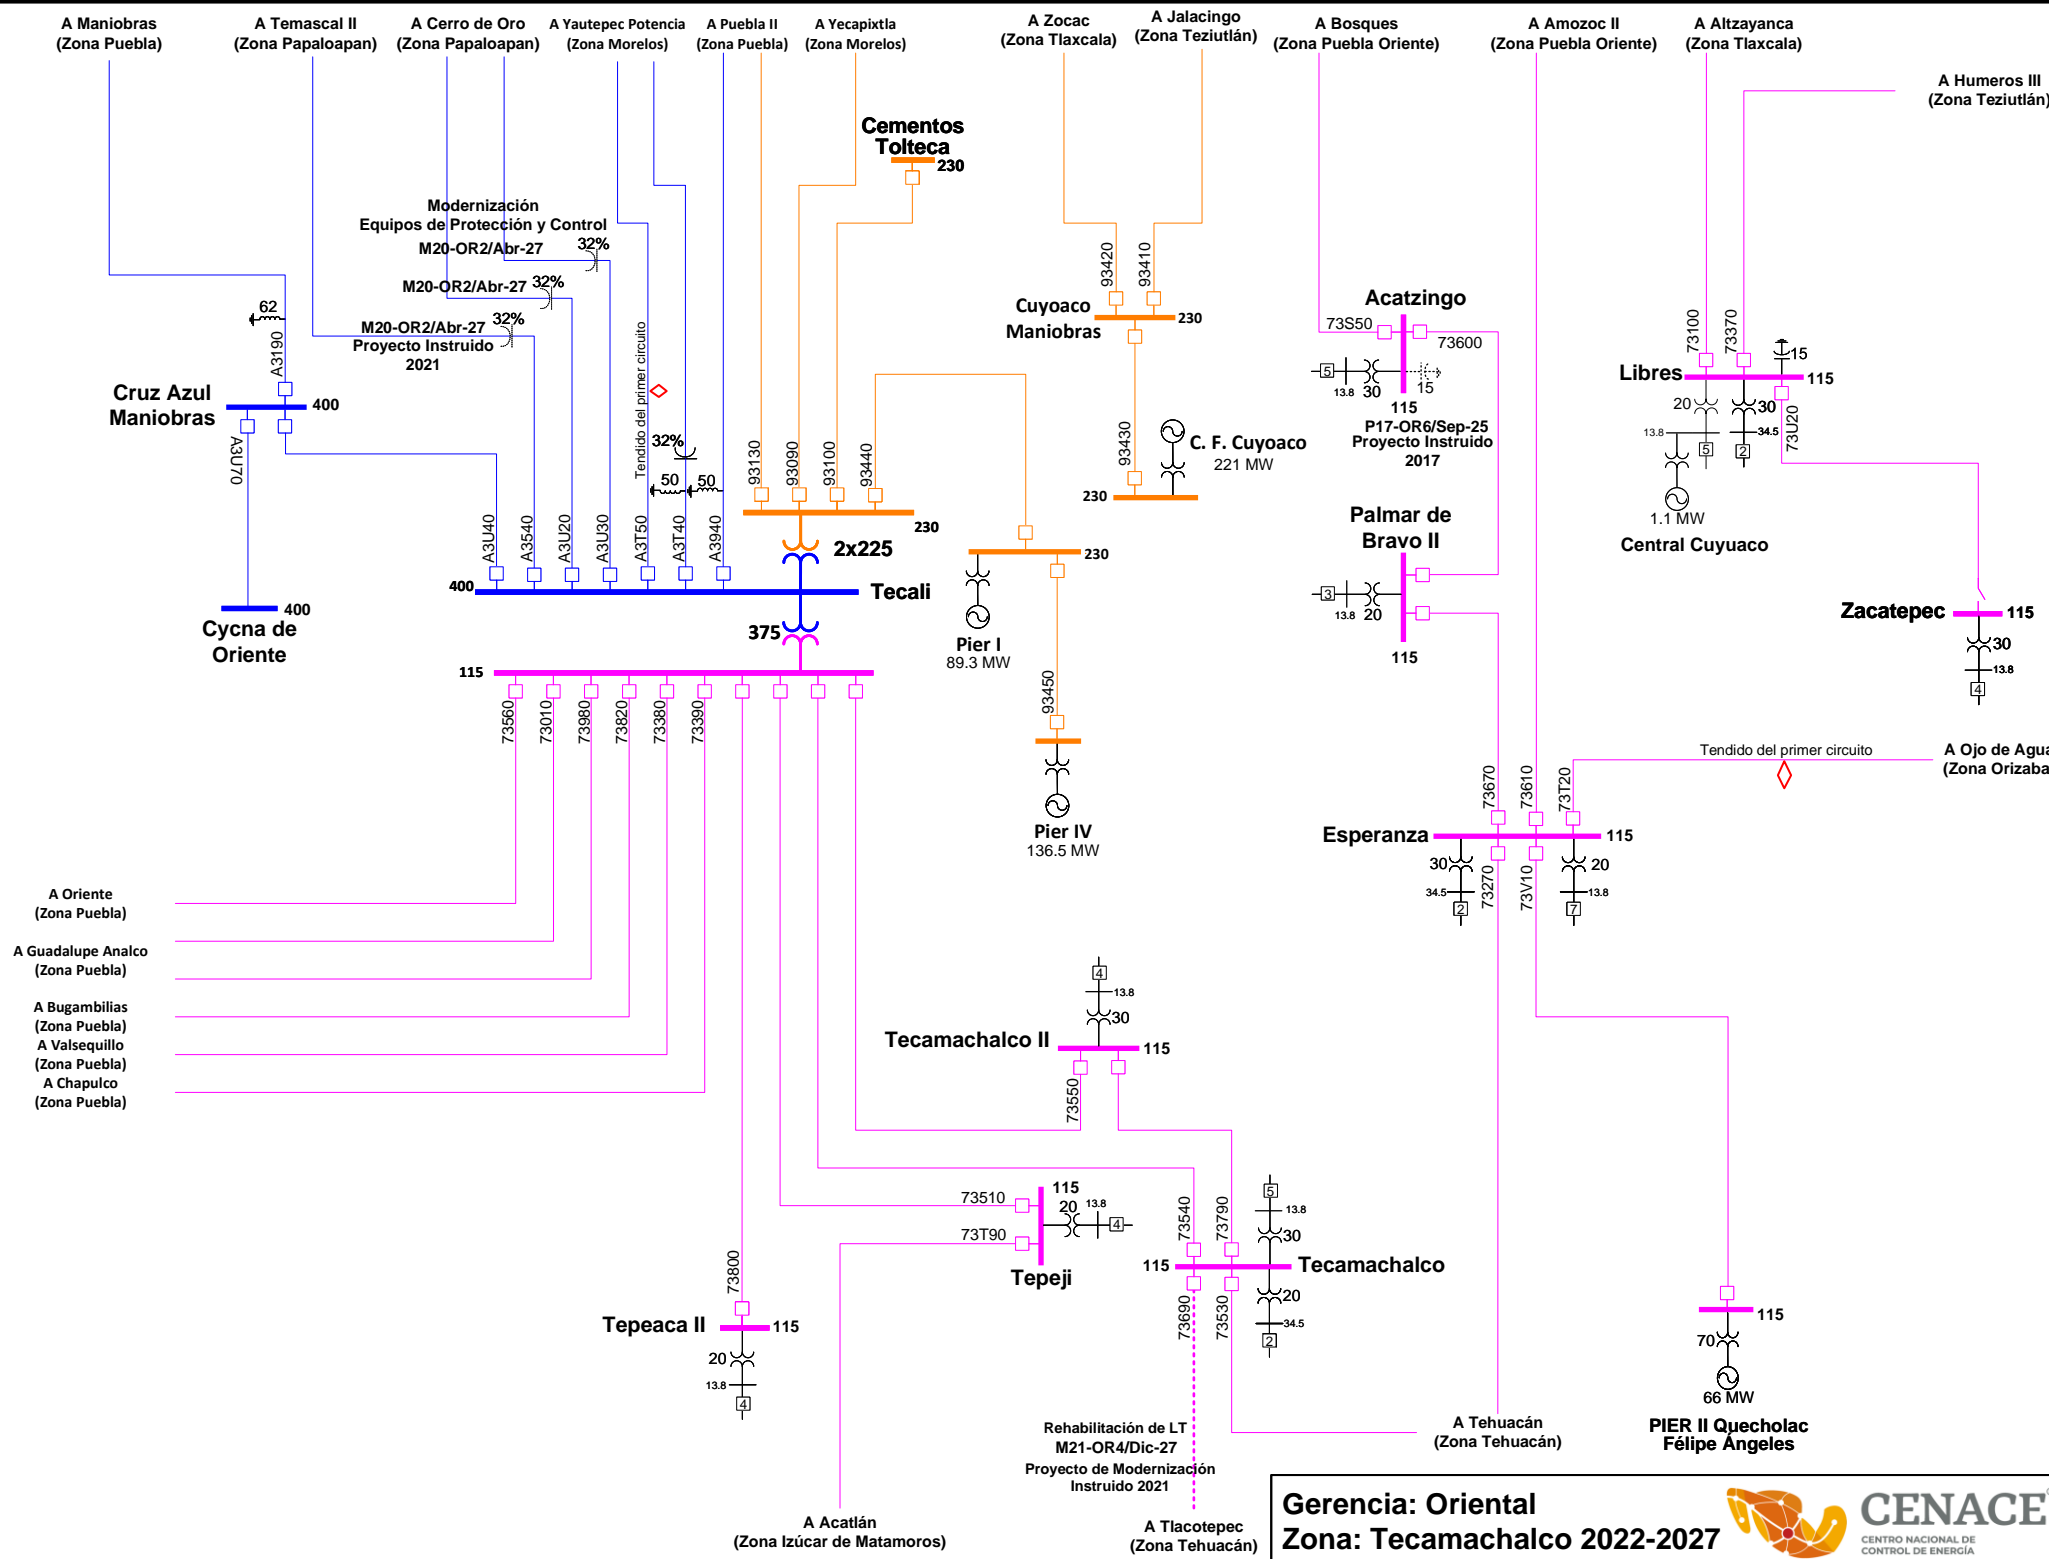 A Maniobras
(Zona Puebla)
A Temascal II
(Zona Papaloapan)
A Cerro de Oro
(Zona Papaloapan)
A Yautepec Potencia
(Zona Morelos)
A Puebla II
(Zona Puebla)
A Yecapixtla
(Zona Morelos)
A Zocac
(Zona Tlaxcala)
A Jalacingo
(Zona Teziutlán)
A Bosques
(Zona Puebla Oriente)
A Amozoc II
(Zona Puebla Oriente)
A Altzayanca
(Zona Tlaxcala)
A Humeros III
(Zona Teziutlán)
Cementos
Tolteca
230
Modernización
Equipos de Protección y Control
M20-OR2/Abr-27
32%
M20-OR2/Abr-27
32%
M20-OR2/Abr-27
32%
Proyecto Instruido
2021
62
A3190
Cruz Azul
Maniobras
400
A3U70
Cycna de
Oriente
400
Tendido del primer circuito
32%
50
50
A3U40
A3540
A3U20
A3U30
A3T50
A3T40
A3940
400
Tecali
93130
93090
93100
93440
230
2x225
375
115
93420
93410
Cuyoaco
Maniobras
230
93430
230
C. F. Cuyoaco
221 MW
230
Pier I
89.3 MW
93450
Pier IV
136.5 MW
Acatzingo
73S50
73600
5
13.8
30
15
115
P17-OR6/Sep-25
Proyecto Instruido
2017
Palmar de
Bravo II
3
13.8
20
115
73100
73370
15
Libres
115
20
30
73U20
13.8
34.5
5
2
1.1 MW
Central Cuyuaco
Zacatepec
115
30
13.8
4
Tendido del primer circuito
A Ojo de Agua
(Zona Orizaba
73670
73610
73T20
Esperanza
115
30
73270
73V10
20
34.5
13.8
2
7
73560
73010
73980
73820
73380
73390
A Oriente
(Zona Puebla)
A Guadalupe Analco
(Zona Puebla)
A Bugambilias
(Zona Puebla)
A Valsequillo
(Zona Puebla)
A Chapulco
(Zona Puebla)
4
13.8
30
Tecamachalco II
115
73550
73510
73T90
115
20
13.8
4
Tepeji
73540
73790
5
13.8
30
115
Tecamachalco
73690
73530
20
34.5
2
73800
Tepeaca II
115
20
13.8
4
115
70
66 MW
PIER II Quecholac
Félipe Ángeles
Rehabilitación de LT
M21-OR4/Dic-27
Proyecto de Modernización
Instruido 2021
A Tehuacán
(Zona Tehuacán)
A Acatlán
(Zona Izúcar de Matamoros)
A Tlacotepec
(Zona Tehuacán)
Gerencia: Oriental
Zona: Tecamachalco 2022-2027
CENACE
CENTRO NACIONAL DE
CONTROL DE ENERGÍA